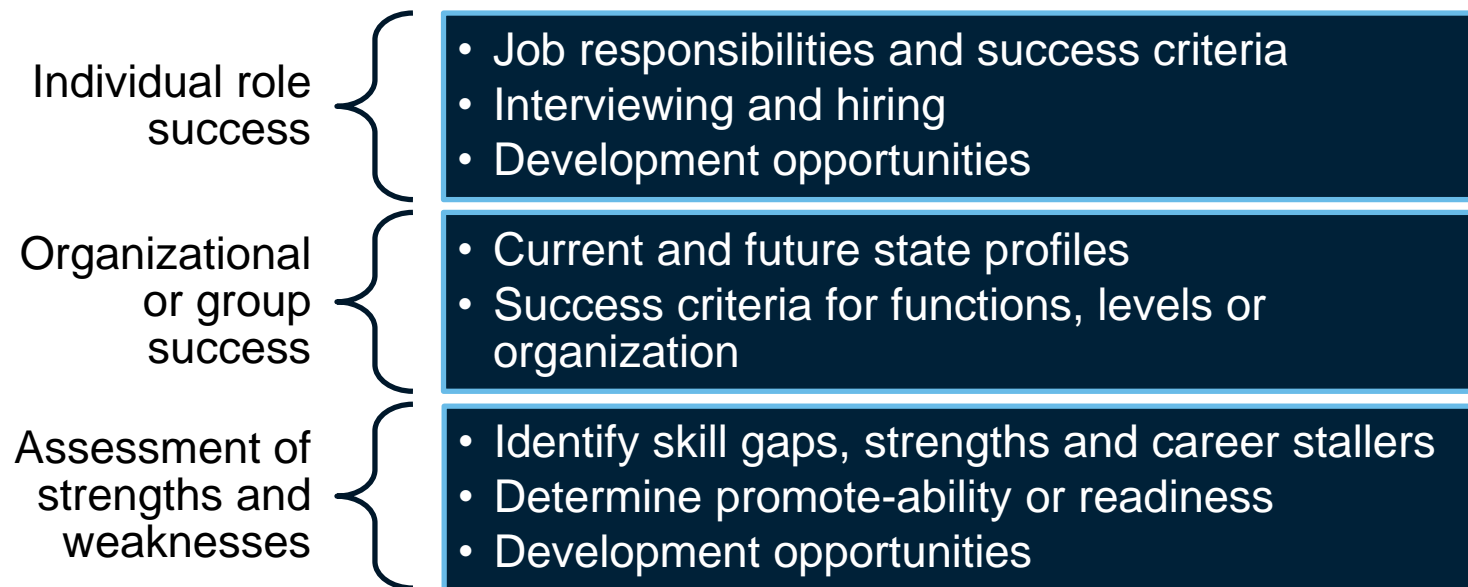 Individual role
success
• Job responsibilities and success criteria
• Interviewing and hiring
• Development opportunities
Organizational
or group
success
• Current and future state profiles
• Success criteria for functions, levels or
organization
Assessment of
strengths and
weaknesses
• Identify skill gaps, strengths and career stallers
• Determine promote-ability or readiness
• Development opportunities